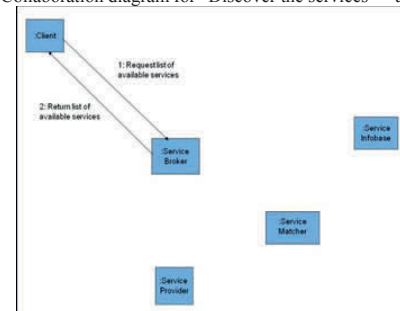 Collaboration diagram for "Discover the services"
:Client
1: Request list of
available services
2: Return list of
available services
:Service
Broker
:Service
Infobase
:Service
Matcher
:Service
Provider